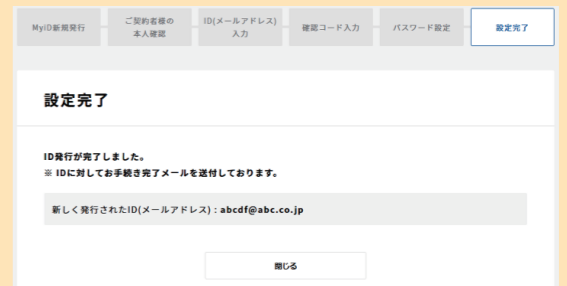 MyiD新規発行
ご契約者様の
本人確認
ID(メールアドレス)
入力
確認コード入力
パスワード設定
設定完了
設定完了
ID発行が完了しました。
※ IDに対してお手続き完了メールを送付しております。
新しく発行されたID(メールアドレス) : abcdf@abc.co.jp
閉じる